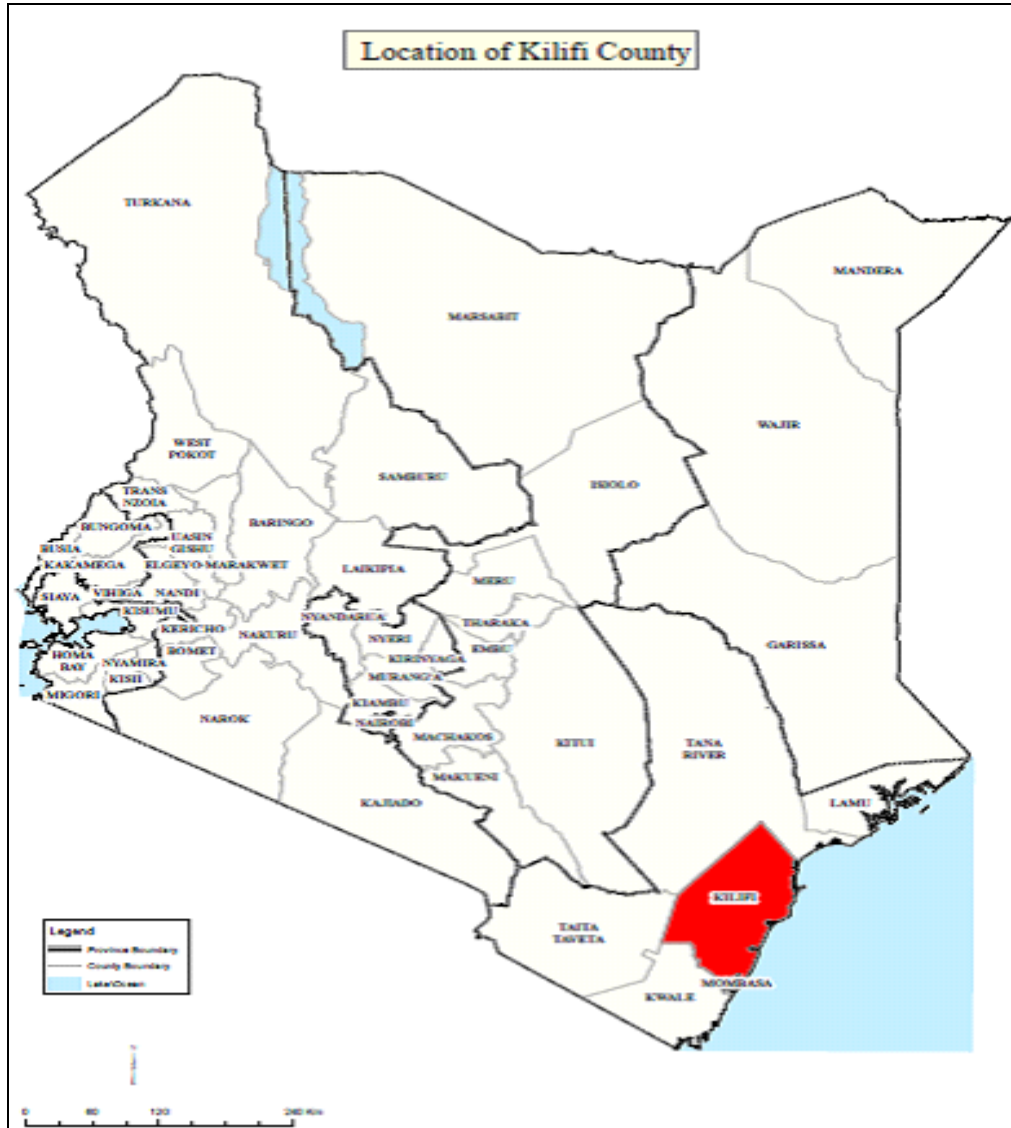 Location of Kilifi County
TURKANA
MANDERA
MARSABIT
WAJIR
WEST
POKOT
SAMBURU
ISIOLO
TRANS
NZOIA
BUNGOMA
BARINGO
UASIN
GISHU
BUSIA
KAKAMEGA
ELGEYO-MARAKWET
LAIKIPIA
MERU
SIAYA
VIHIGA
NANDI
KISUMU
NYANDARUA
THARAKA
KERICHO
NAKURU
NYERI
EMBU
GARISSA
HOMA
BAY
BOMET
KIRINYAGA
NYAMIRA
KISII
MURANG'A
MIGORI
KIAMBU
NAROK
NAIROBI
MACHAKOS
KITUI
TANA
RIVER
MAKUENI
KAJIADO
LAMU
KILIFI
TAITA
TAVETA
MOMBASA
KWALE
Legend
Province Boundary
County Boundary
Lake/Ocean
0 60 120 240 Km